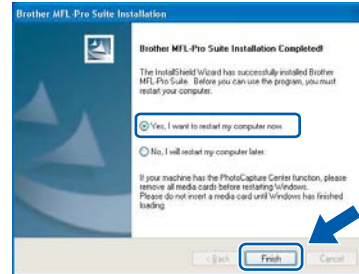 Brother MFL-Pro Suite Installation
Brother MFL-Pro Suite Installation Completed!
The InstallShield Wizard has successfully installed Brother
MFL-Pro Suite. Before you can use the program, you must
restart your computer.
Yes, I want to restart my computer now.
No, I will restart my computer later.
If your machine has the PhotoCapture Center function, please
remove all media cards before restarting Windows.
Please do not insert a media card until Windows has finished
loading.
< Back
Finish
Cancel